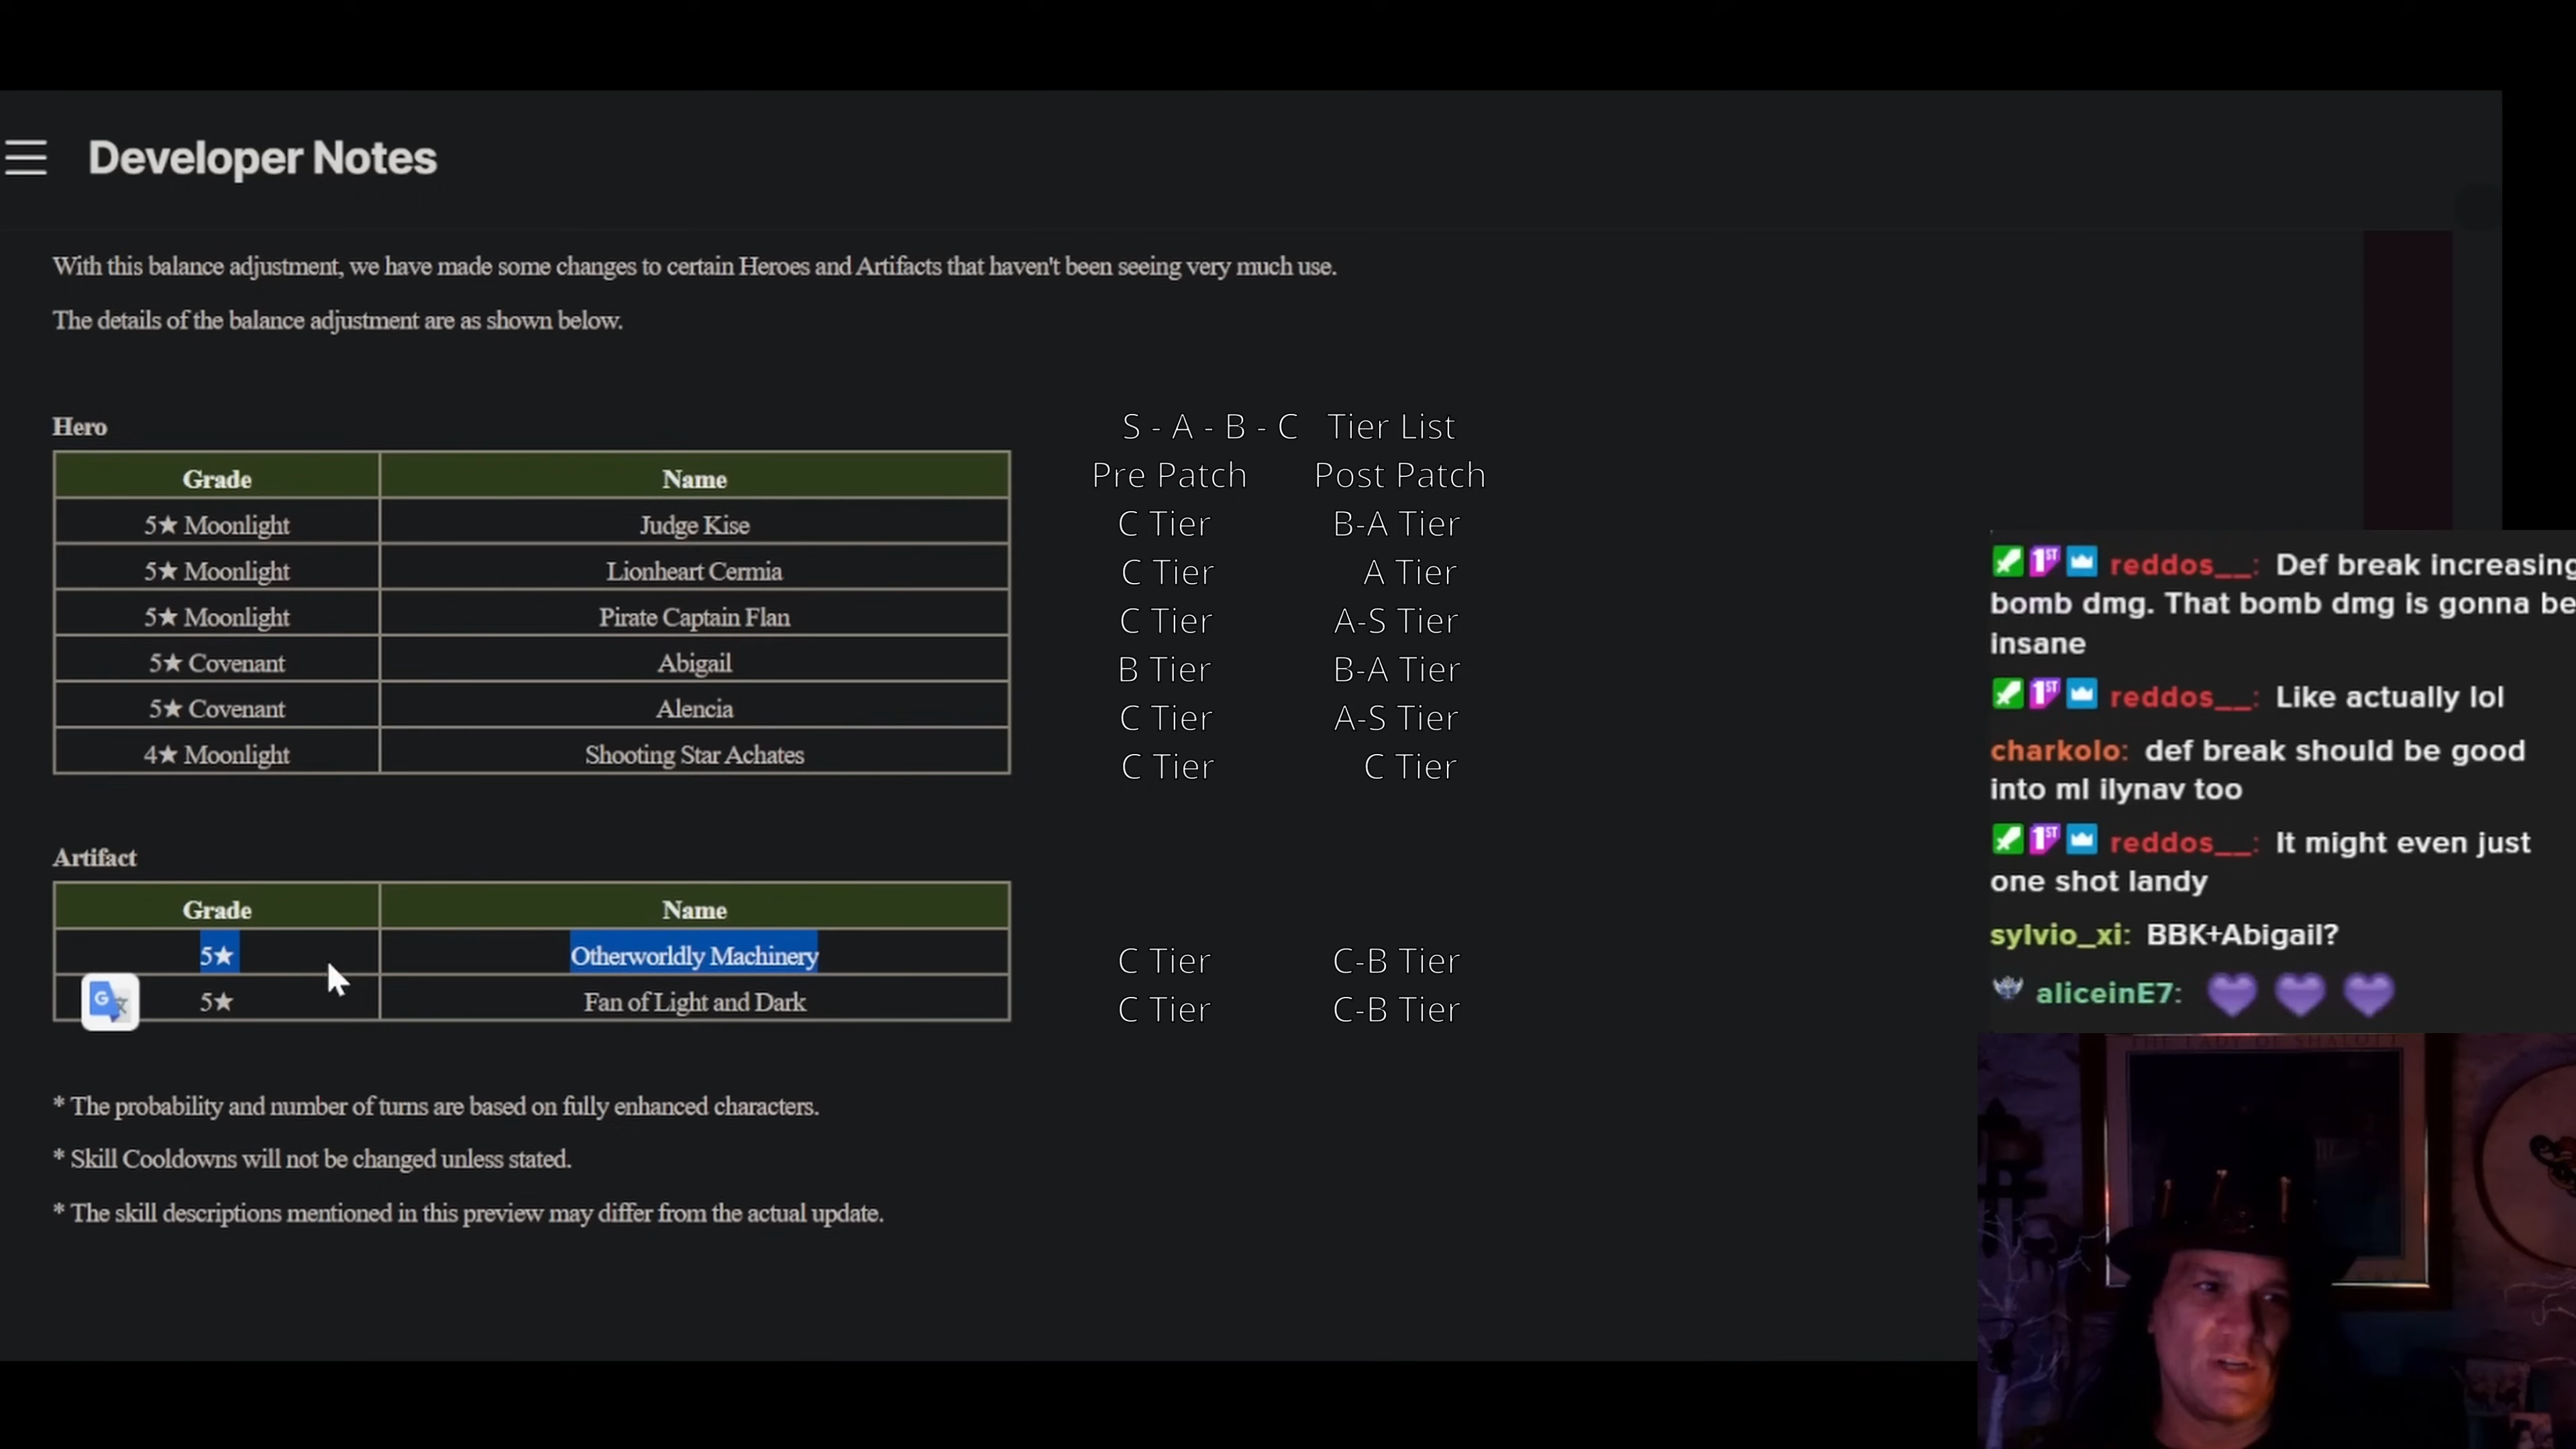 Developer Notes
With this balance adjustment, we have made some changes to certain Heroes and Artifacts that haven't been seeing very much use.
The details of the balance adjustment are as shown below.
Hero
S - A - B - C Tier List
Grade Name Pre Patch Post Patch
5★ Moonlight Judge Kise C Tier B-A Tier
5★ Moonlight Lionheart Cermia C Tier A Tier
5★ Moonlight Pirate Captain Flan C Tier A-S Tier
5★ Covenant Abigail B Tier B-A Tier
5★ Covenant Alencia C Tier A-S Tier
4★ Moonlight Shooting Star Achates C Tier C Tier
Artifact
Grade Name
5★ Otherworldly Machinery C Tier C-B Tier
5★ Fan of Light and Dark C Tier C-B Tier
* The probability and number of turns are based on fully enhanced characters.
* Skill Cooldowns will not be changed unless stated.
* The skill descriptions mentioned in this preview may differ from the actual update.
1ST reddos__: Def break increasing
bomb dmg. That bomb dmg is gonna be
insane
1ST reddos__: Like actually lol
charkolo: def break should be good
into ml ilynav too
1ST reddos__: It might even just
one shot landy
sylvio_xi: BBK+Abigail?
aliceinE7: 💜 💜 💜
THE LADY OF SHALOTT